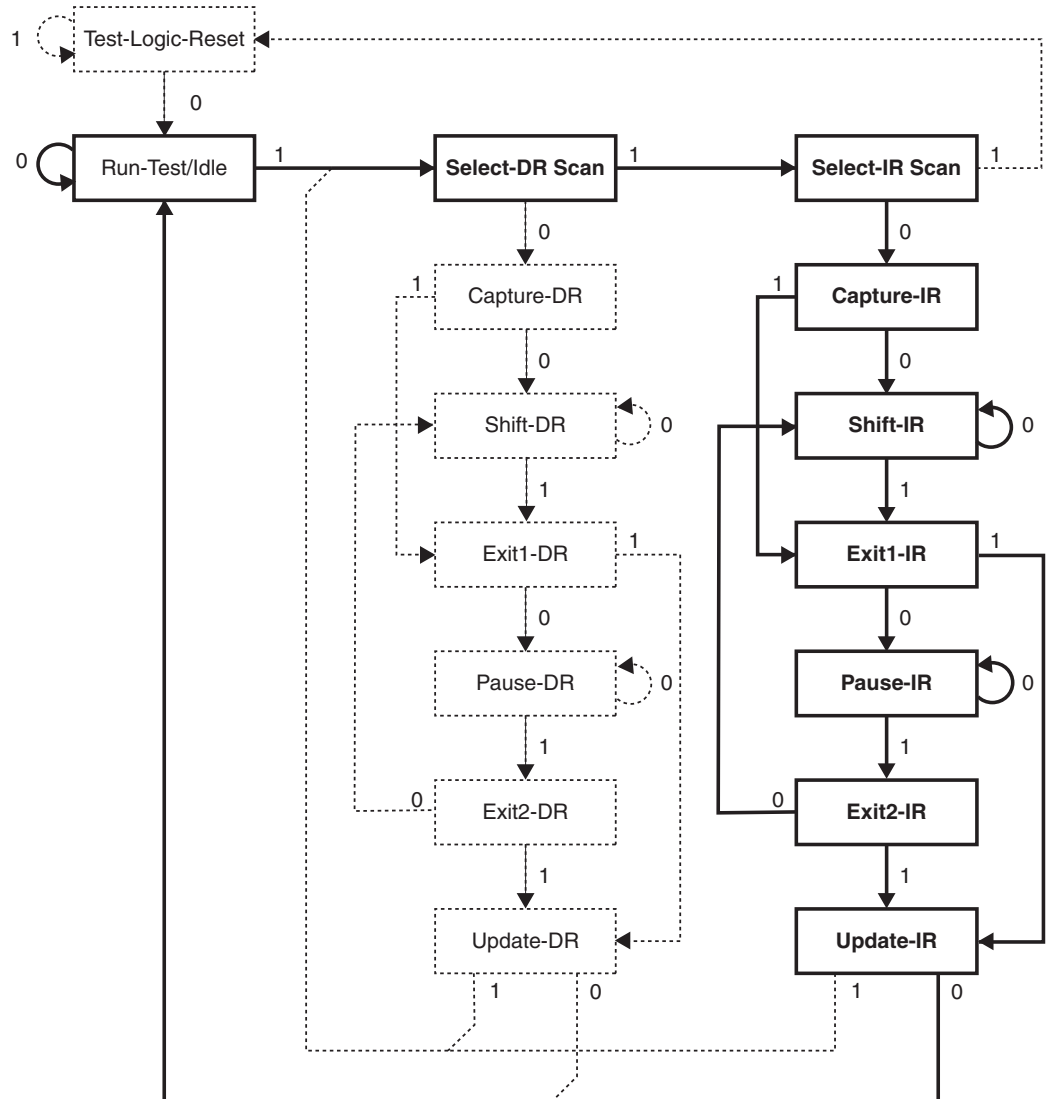 1 Test-Logic-Reset
0
0 Run-Test/Idle 1 Select-DR Scan 1 Select-IR Scan 1
0 0
1 Capture-DR 1 Capture-IR
0 0
Shift-DR 0 Shift-IR 0
1 1
Exit1-DR 1 Exit1-IR 1
0 0
Pause-DR 0 Pause-IR 0
1 1
0 Exit2-DR 0 Exit2-IR
1 1
Update-DR Update-IR
1 0 1 0